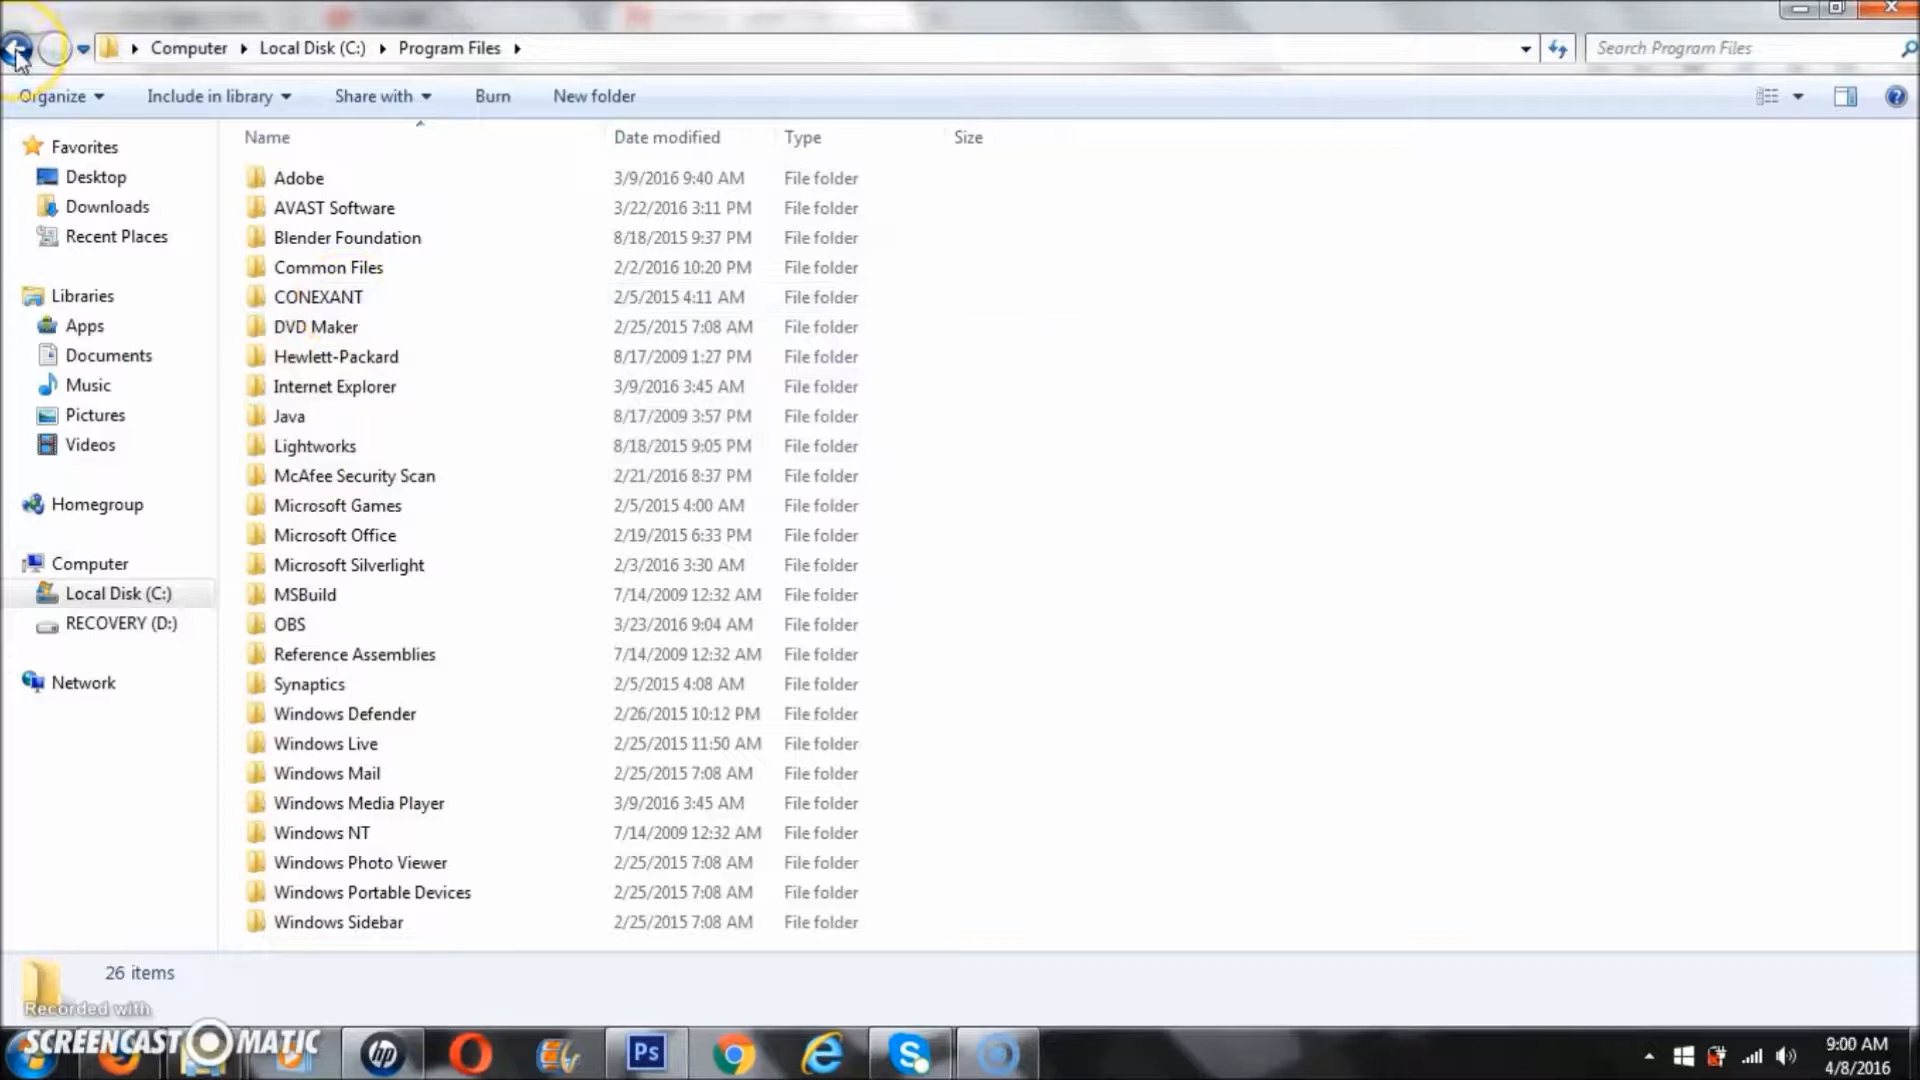 Computer Local Disk (C:) Program Files Search Program Files
Organize Include in library Share with Burn New folder
Name Date modified Type Size
Favorites
Desktop
Downloads
Recent Places
Libraries
Apps
Documents
Music
Pictures
Videos
Homegroup
Computer
Local Disk (C:)
RECOVERY (D:)
Network
Adobe 3/9/2016 9:40 AM File folder
AVAST Software 3/22/2016 3:11 PM File folder
Blender Foundation 8/18/2015 9:37 PM File folder
Common Files 2/2/2016 10:20 PM File folder
CONEXANT 2/5/2015 4:11 AM File folder
DVD Maker 2/25/2015 7:08 AM File folder
Hewlett-Packard 8/17/2009 1:27 PM File folder
Internet Explorer 3/9/2016 3:45 AM File folder
Java 8/17/2009 3:57 PM File folder
Lightworks 8/18/2015 9:05 PM File folder
McAfee Security Scan 2/21/2016 8:37 PM File folder
Microsoft Games 2/5/2015 4:00 AM File folder
Microsoft Office 2/19/2015 6:33 PM File folder
Microsoft Silverlight 2/3/2016 3:30 AM File folder
MSBuild 7/14/2009 12:32 AM File folder
OBS 3/23/2016 9:04 AM File folder
Reference Assemblies 7/14/2009 12:32 AM File folder
Synaptics 2/5/2015 4:08 AM File folder
Windows Defender 2/26/2015 10:12 PM File folder
Windows Live 2/25/2015 11:50 AM File folder
Windows Mail 2/25/2015 7:08 AM File folder
Windows Media Player 3/9/2016 3:45 AM File folder
Windows NT 7/14/2009 12:32 AM File folder
Windows Photo Viewer 2/25/2015 7:08 AM File folder
Windows Portable Devices 2/25/2015 7:08 AM File folder
Windows Sidebar 2/25/2015 7:08 AM File folder
26 items
Recorded with
SCREENCAST MATIC
hp
Ps
9:00 AM
4/8/2016